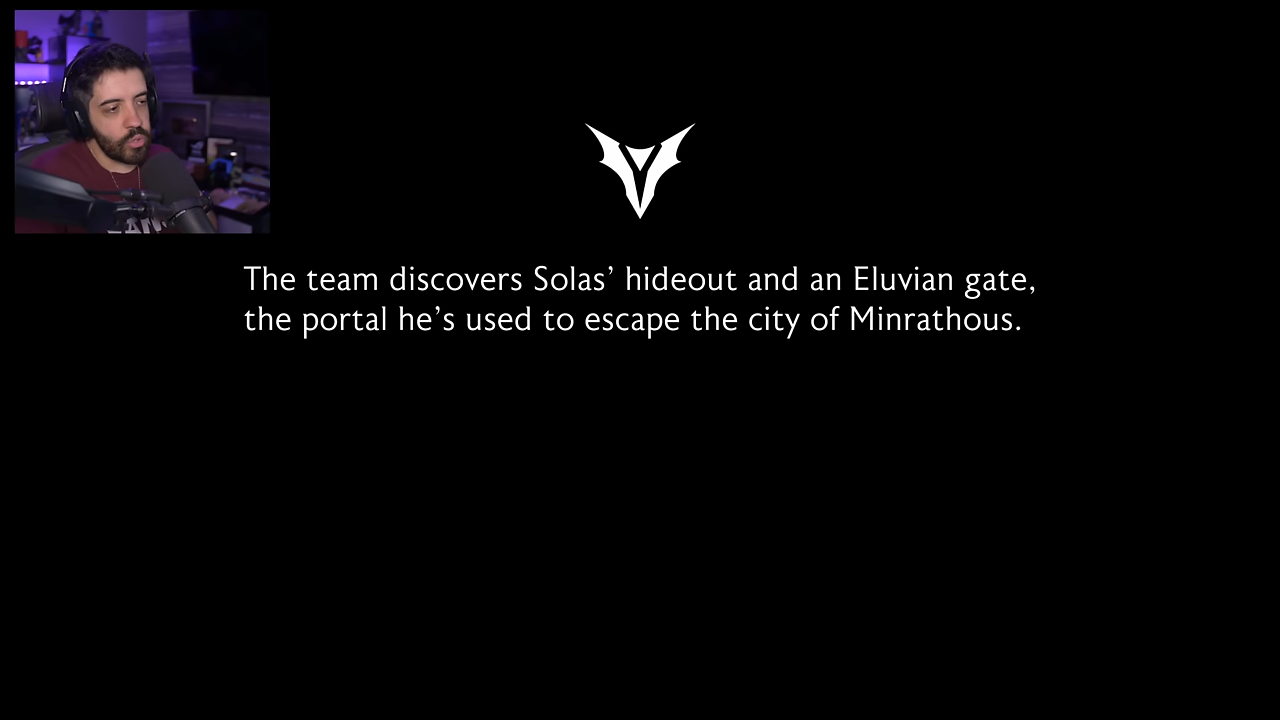 The team discovers Solas’ hideout and an Eluvian gate,
the portal he’s used to escape the city of Minrathous.